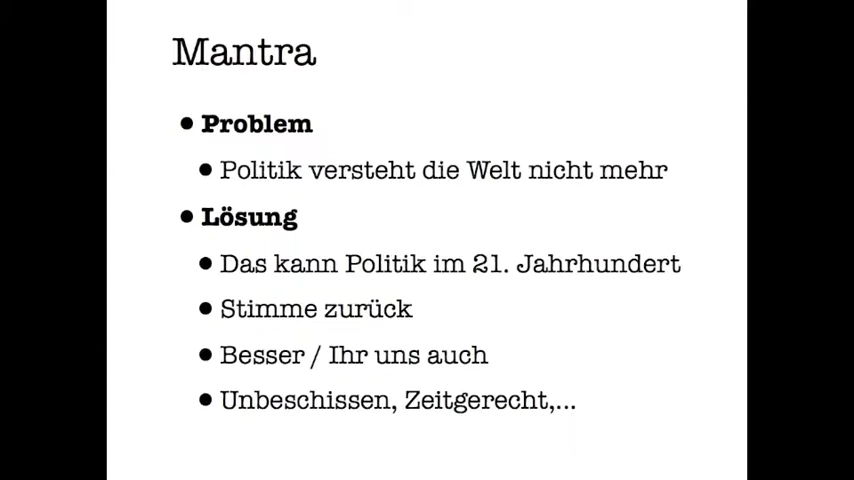 Mantra
• Problem
• Politik versteht die Welt nicht mehr
• Lösung
• Das kann Politik im 21. Jahrhundert
• Stimme zurück
• Besser / Ihr uns auch
• Unbeschissen, Zeitgerecht,...